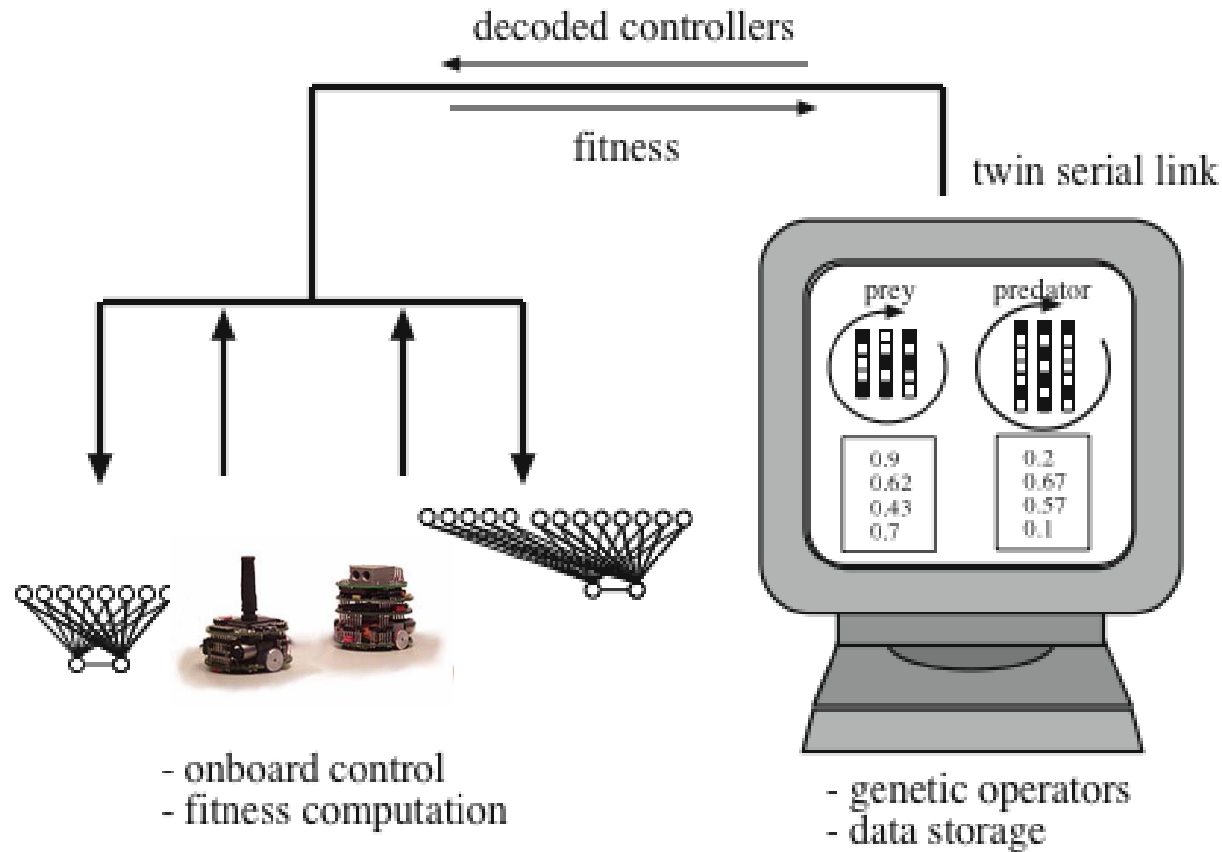 decoded controllers
fitness
twin serial link
prey predator
0.9 0.2
0.62 0.67
0.43 0.57
0.7 0.1
- onboard control
- fitness computation
- genetic operators
- data storage